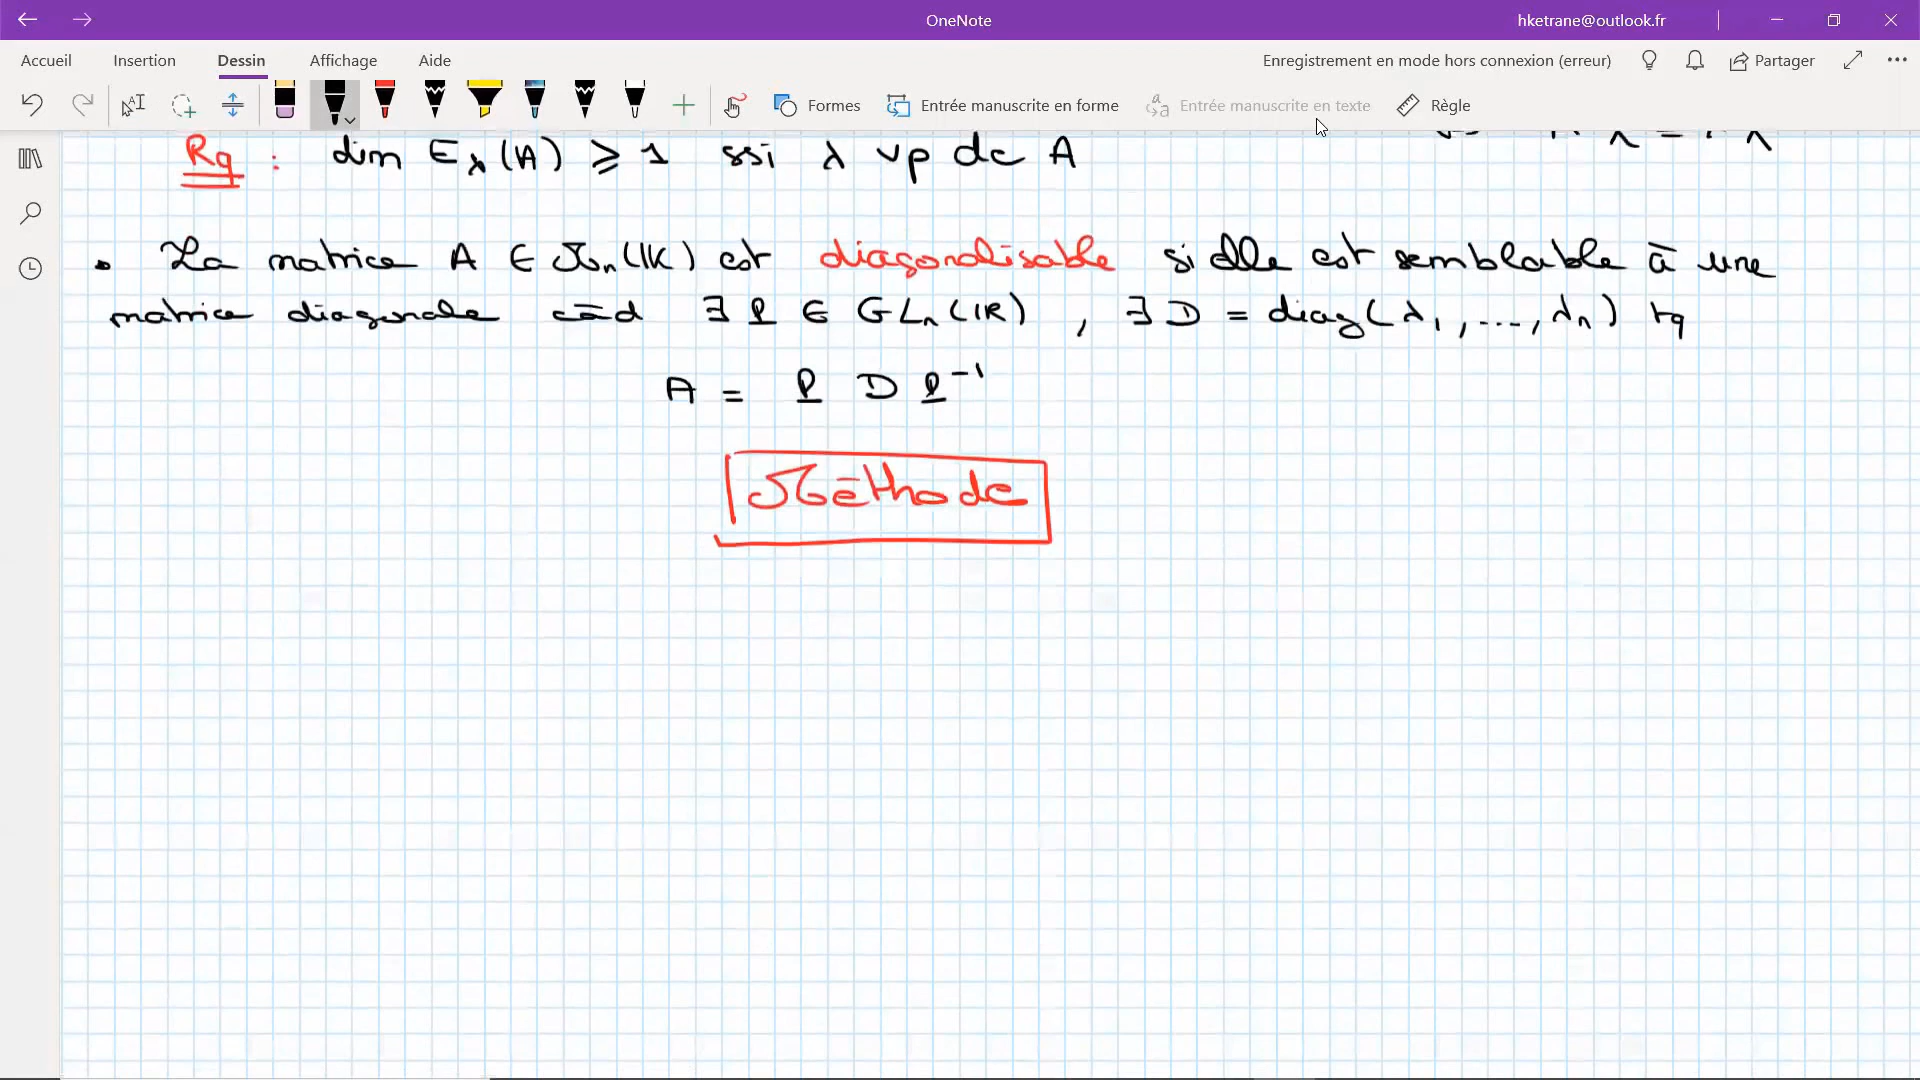 OneNote
hketrane@outlook.fr
Accueil Insertion Dessin Affichage Aide
Enregistrement en mode hors connexion (erreur) Partager
Formes Entrée manuscrite en forme Entrée manuscrite en texte Règle
Rq : dim Eλ(A) ⩾ 1 ssi λ vp de A
• La matrice A ∈ Mn(IK) est diagonalisable si elle est semblable à une
matrice diagonale càd ∃ P ∈ GLn(IR) , ∃ D = diag(λ1,...,λn) tq
A = P D P⁻¹
Méthode